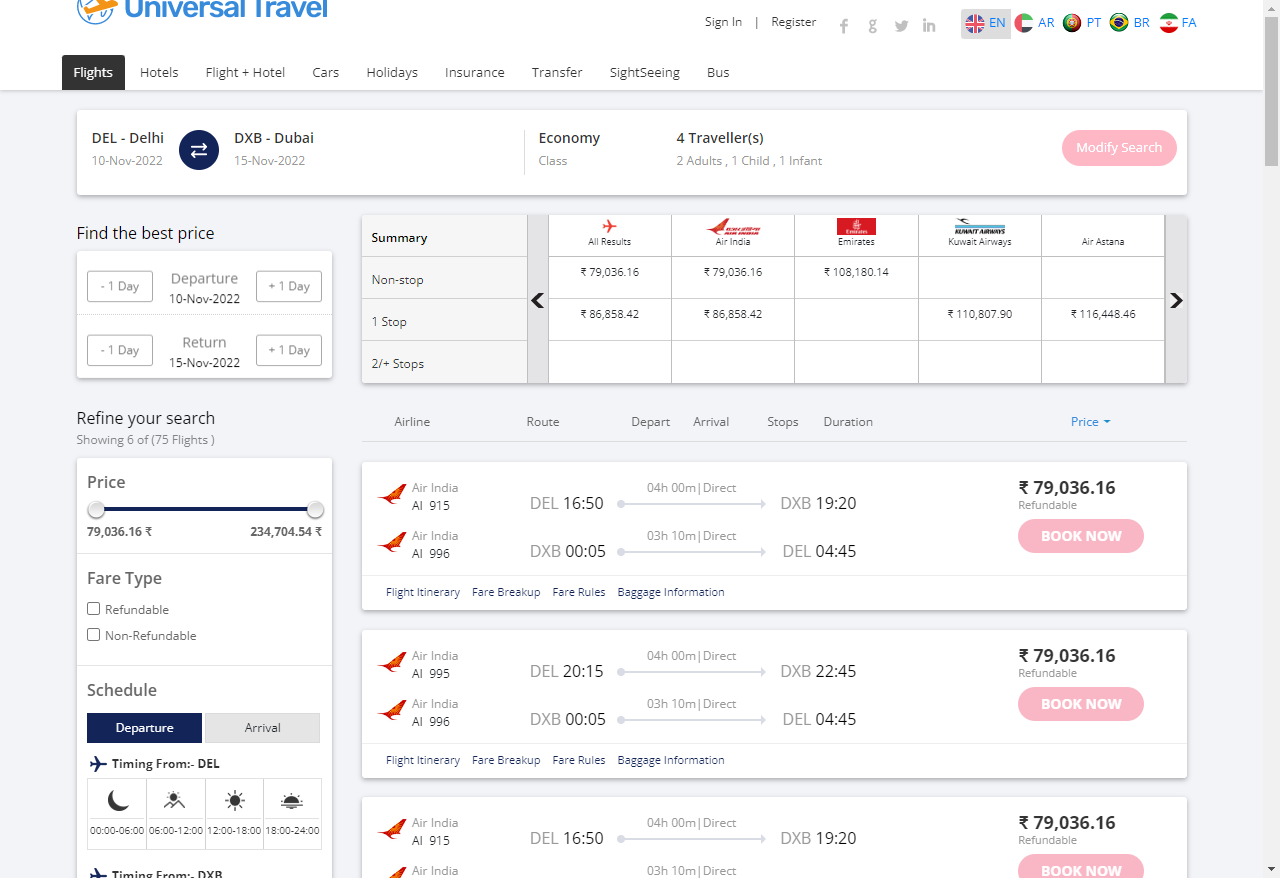 Universal Travel
Sign In | Register
EN AR PT BR FA
Flights Hotels Flight + Hotel Cars Holidays Insurance Transfer SightSeeing Bus
DEL - Delhi DXB - Dubai Economy 4 Traveller(s)
10-Nov-2022 15-Nov-2022 Class 2 Adults , 1 Child , 1 Infant
Modify Search
Find the best price
- 1 Day Departure + 1 Day
10-Nov-2022
- 1 Day Return + 1 Day
15-Nov-2022
Summary All Results Air India Emirates Kuwait Airways Air Astana
Non-stop ₹ 79,036.16 ₹ 79,036.16 ₹ 108,180.14
1 Stop ₹ 86,858.42 ₹ 86,858.42 ₹ 110,807.90 ₹ 116,448.46
2/+ Stops
Refine your search
Showing 6 of (75 Flights )
Price
79,036.16 ₹ 234,704.54 ₹
Fare Type
Refundable
Non-Refundable
Schedule
Departure Arrival
Timing From:- DEL
00:00-06:00 06:00-12:00 12:00-18:00 18:00-24:00
Timing From:- DXB
Airline Route Depart Arrival Stops Duration Price
Air India 04h 00m|Direct ₹ 79,036.16
AI 915 DEL 16:50 DXB 19:20 Refundable
Air India 03h 10m|Direct BOOK NOW
AI 996 DXB 00:05 DEL 04:45
Flight Itinerary Fare Breakup Fare Rules Baggage Information
Air India 04h 00m|Direct ₹ 79,036.16
AI 995 DEL 20:15 DXB 22:45 Refundable
Air India 03h 10m|Direct BOOK NOW
AI 996 DXB 00:05 DEL 04:45
Flight Itinerary Fare Breakup Fare Rules Baggage Information
Air India 04h 00m|Direct ₹ 79,036.16
AI 915 DEL 16:50 DXB 19:20 Refundable
Air India 03h 10m|Direct BOOK NOW